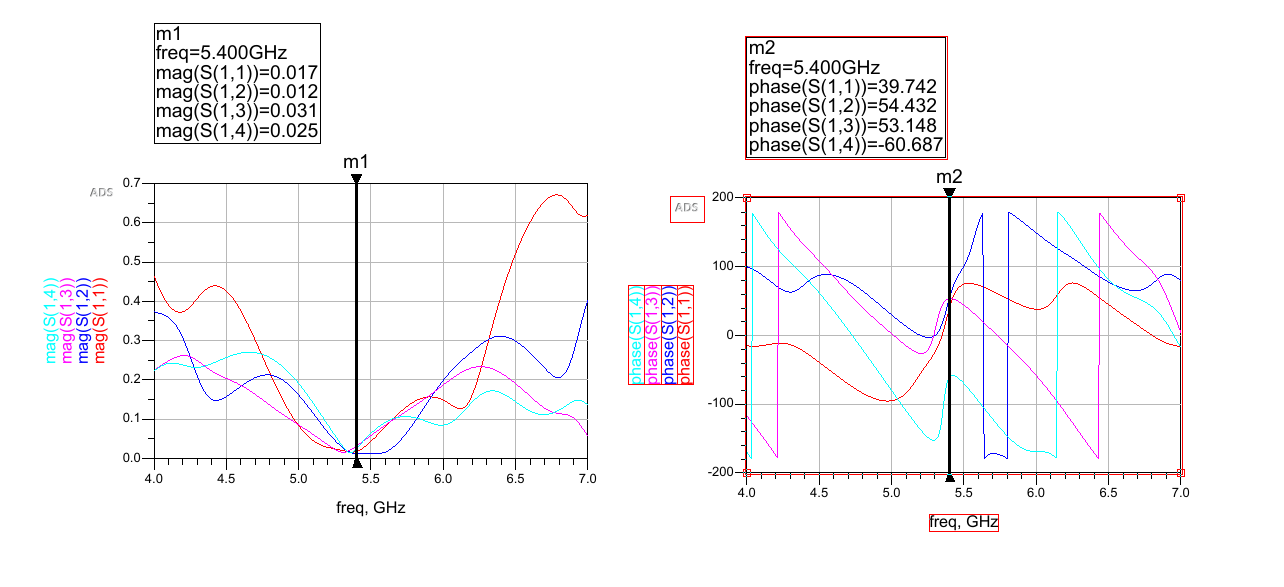 m1
freq=5.400GHz
mag(S(1,1))=0.017
mag(S(1,2))=0.012
mag(S(1,3))=0.031
mag(S(1,4))=0.025
m1
ADS
0.7
0.6
0.5
0.4
0.3
0.2
0.1
0.0
mag(S(1,4))
mag(S(1,3))
mag(S(1,2))
mag(S(1,1))
4.0 4.5 5.0 5.5 6.0 6.5 7.0
freq, GHz
m2
freq=5.400GHz
phase(S(1,1))=39.742
phase(S(1,2))=54.432
phase(S(1,3))=53.148
phase(S(1,4))=-60.687
m2
ADS
200
100
0
-100
-200
phase(S(1,4))
phase(S(1,3))
phase(S(1,2))
phase(S(1,1))
4.0 4.5 5.0 5.5 6.0 6.5 7.0
freq, GHz